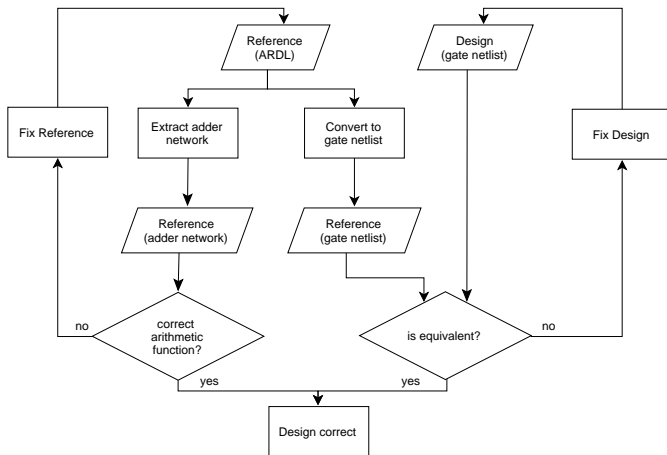 Reference
(ARDL)
Design
(gate netlist)
Fix Reference
Extract adder
network
Convert to
gate netlist
Fix Design
Reference
(adder network)
Reference
(gate netlist)
no
correct
arithmetic
function?
is equivalent?
no
yes
yes
Design correct